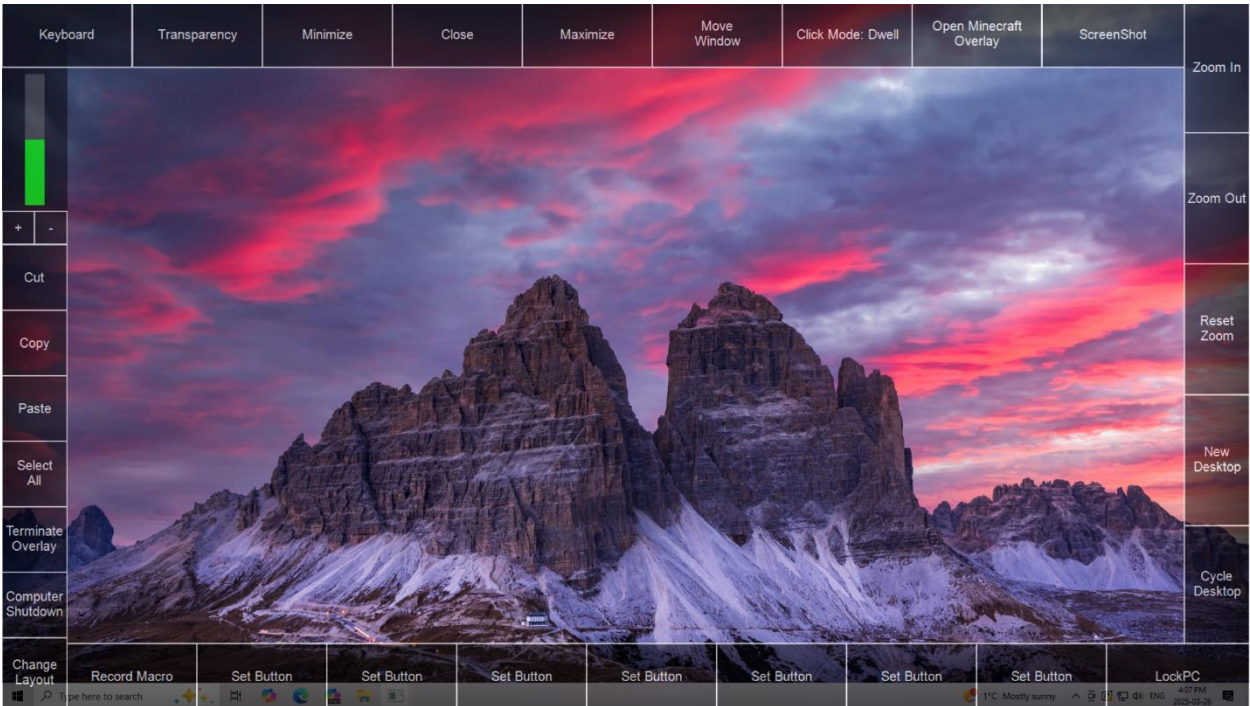 Keyboard
Transparency
Minimize
Close
Maximize
Move
Window
Click Mode: Dwell
Open Minecraft
Overlay
ScreenShot
Zoom In
Zoom Out
Reset
Zoom
New
Desktop
Cycle
Desktop
+ -
Cut
Copy
Paste
Select
All
Terminate
Overlay
Computer
Shutdown
Change
Layout
Record Macro
Set Button
Set Button
Set Button
Set Button
Set Button
Set Button
Set Button
LockPC
Type here to search
1°C Mostly sunny
ENG
4:07 PM
2025-03-26